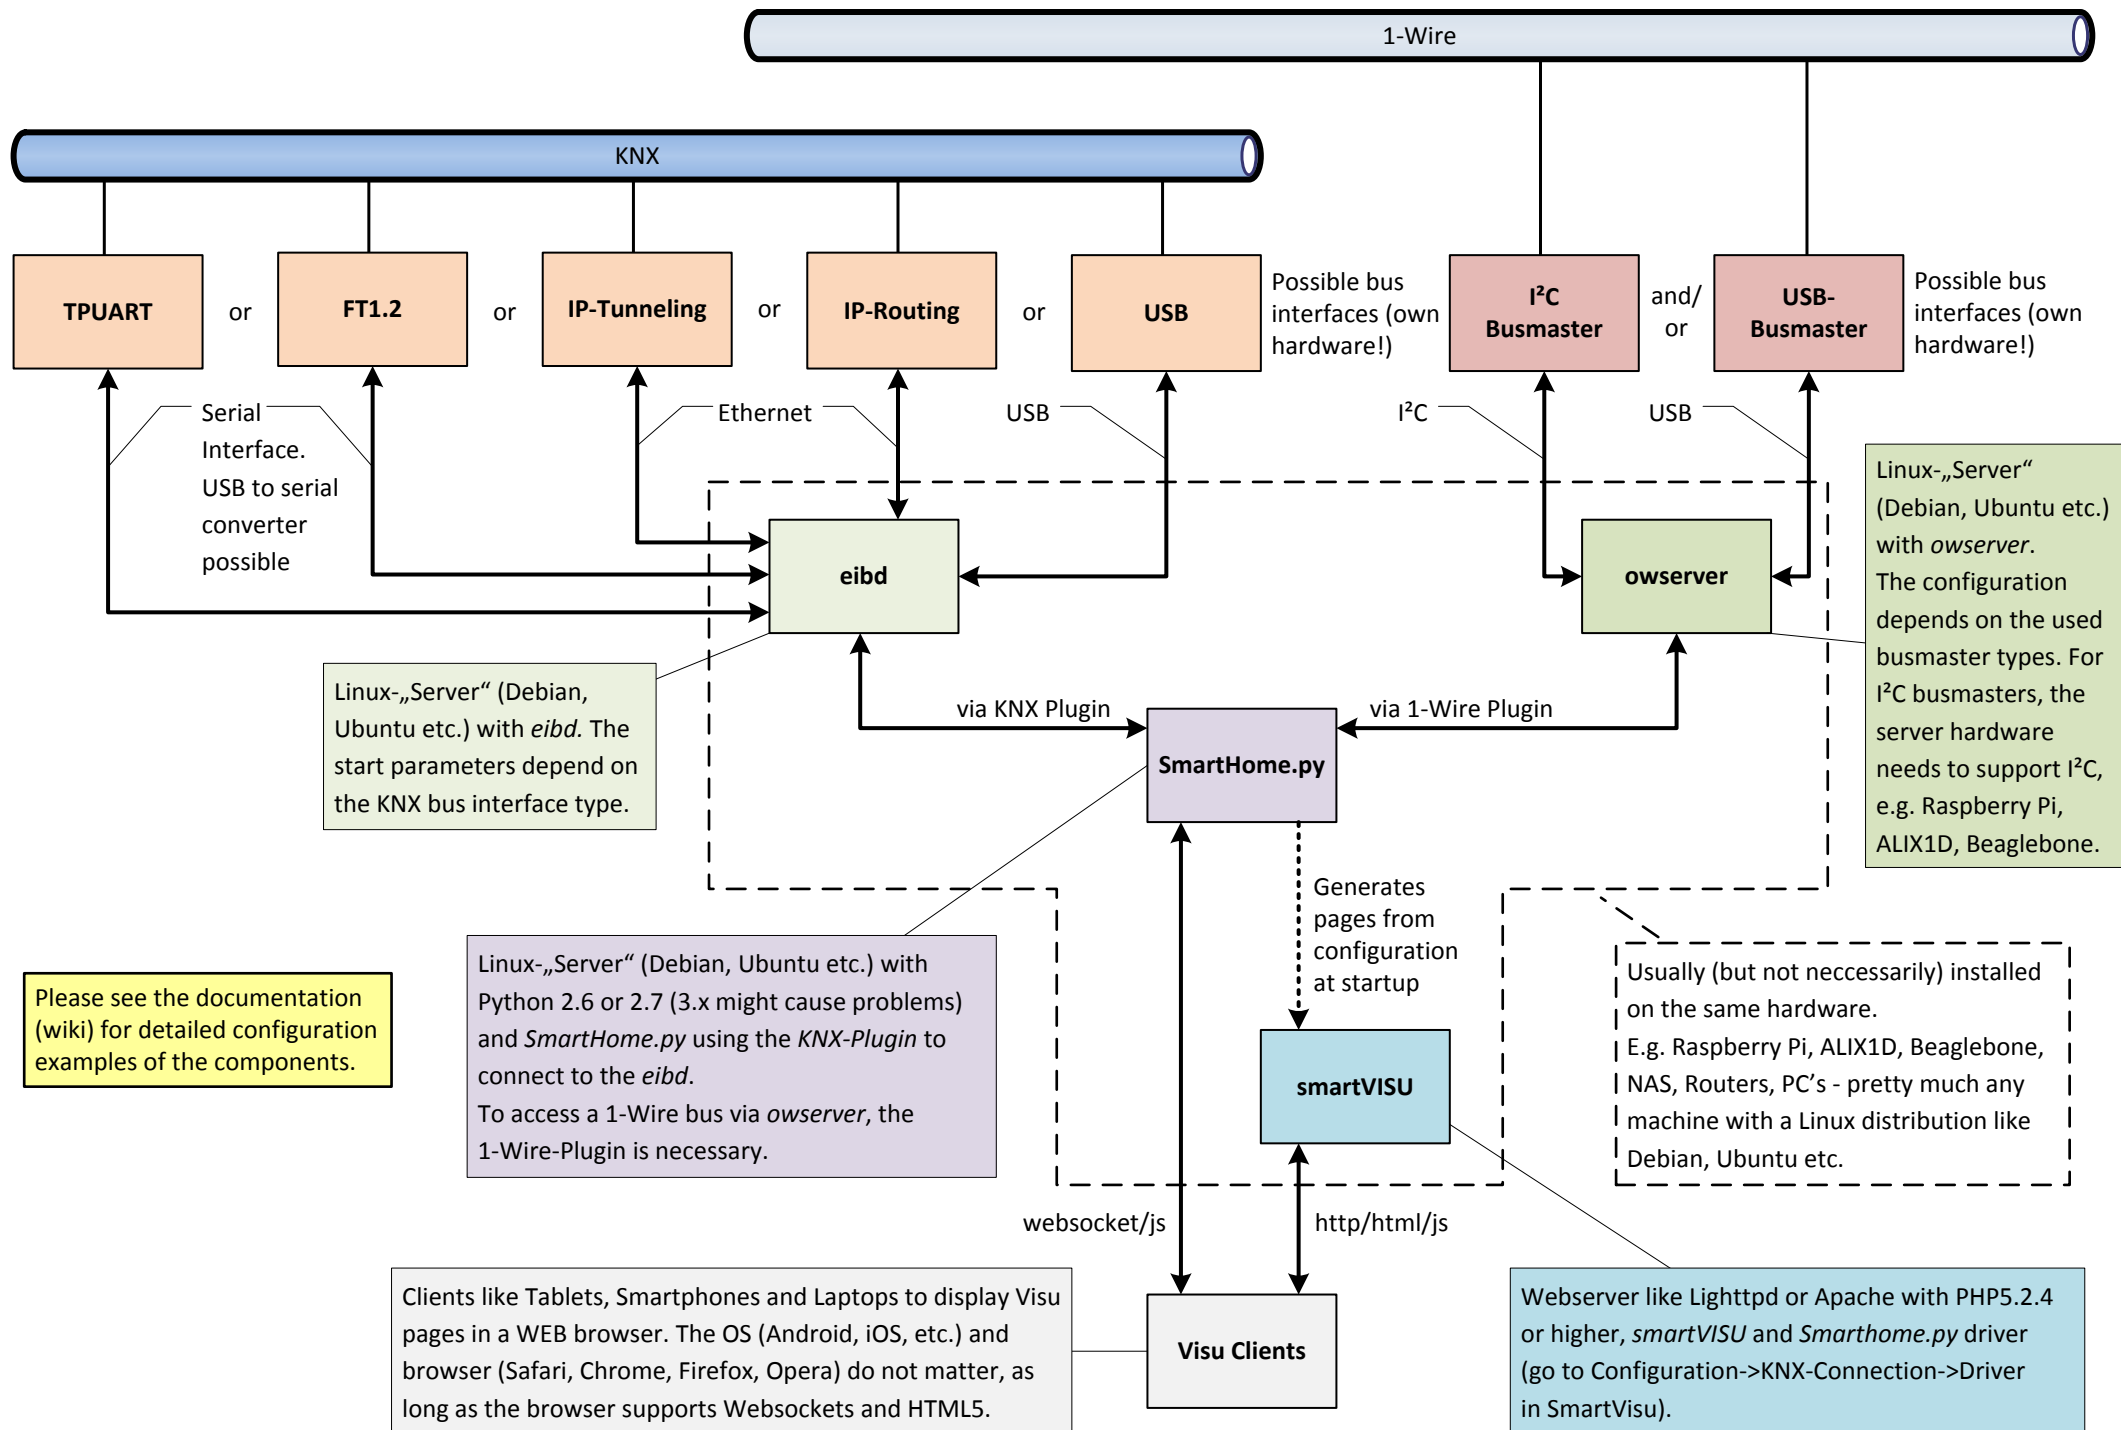 1-Wire
KNX
TPUART
or
FT1.2
or
IP-Tunneling
or
IP-Routing
or
USB
Possible bus
interfaces (own
hardware!)
I²C
Busmaster
and/
or
USB-
Busmaster
Possible bus
interfaces (own
hardware!)
Serial
Interface.
USB to serial
converter
possible
Ethernet
USB
I²C
USB
eibd
owserver
Linux-„Server“
(Debian, Ubuntu etc.)
with owserver.
The configuration
depends on the used
busmaster types. For
I²C busmasters, the
server hardware
needs to support I²C,
e.g. Raspberry Pi,
ALIX1D, Beaglebone.
Linux-„Server“ (Debian,
Ubuntu etc.) with eibd. The
start parameters depend on
the KNX bus interface type.
via KNX Plugin
via 1-Wire Plugin
SmartHome.py
Generates
pages from
configuration
at startup
Linux-„Server“ (Debian, Ubuntu etc.) with
Python 2.6 or 2.7 (3.x might cause problems)
and SmartHome.py using the KNX-Plugin to
connect to the eibd.
To access a 1-Wire bus via owserver, the
1-Wire-Plugin is necessary.
Please see the documentation
(wiki) for detailed configuration
examples of the components.
Usually (but not neccessarily) installed
on the same hardware.
E.g. Raspberry Pi, ALIX1D, Beaglebone,
NAS, Routers, PC’s - pretty much any
machine with a Linux distribution like
Debian, Ubuntu etc.
smartVISU
websocket/js
http/html/js
Clients like Tablets, Smartphones and Laptops to display Visu
pages in a WEB browser. The OS (Android, iOS, etc.) and
browser (Safari, Chrome, Firefox, Opera) do not matter, as
long as the browser supports Websockets and HTML5.
Visu Clients
Webserver like Lighttpd or Apache with PHP5.2.4
or higher, smartVISU and Smarthome.py driver
(go to Configuration->KNX-Connection->Driver
in SmartVisu).